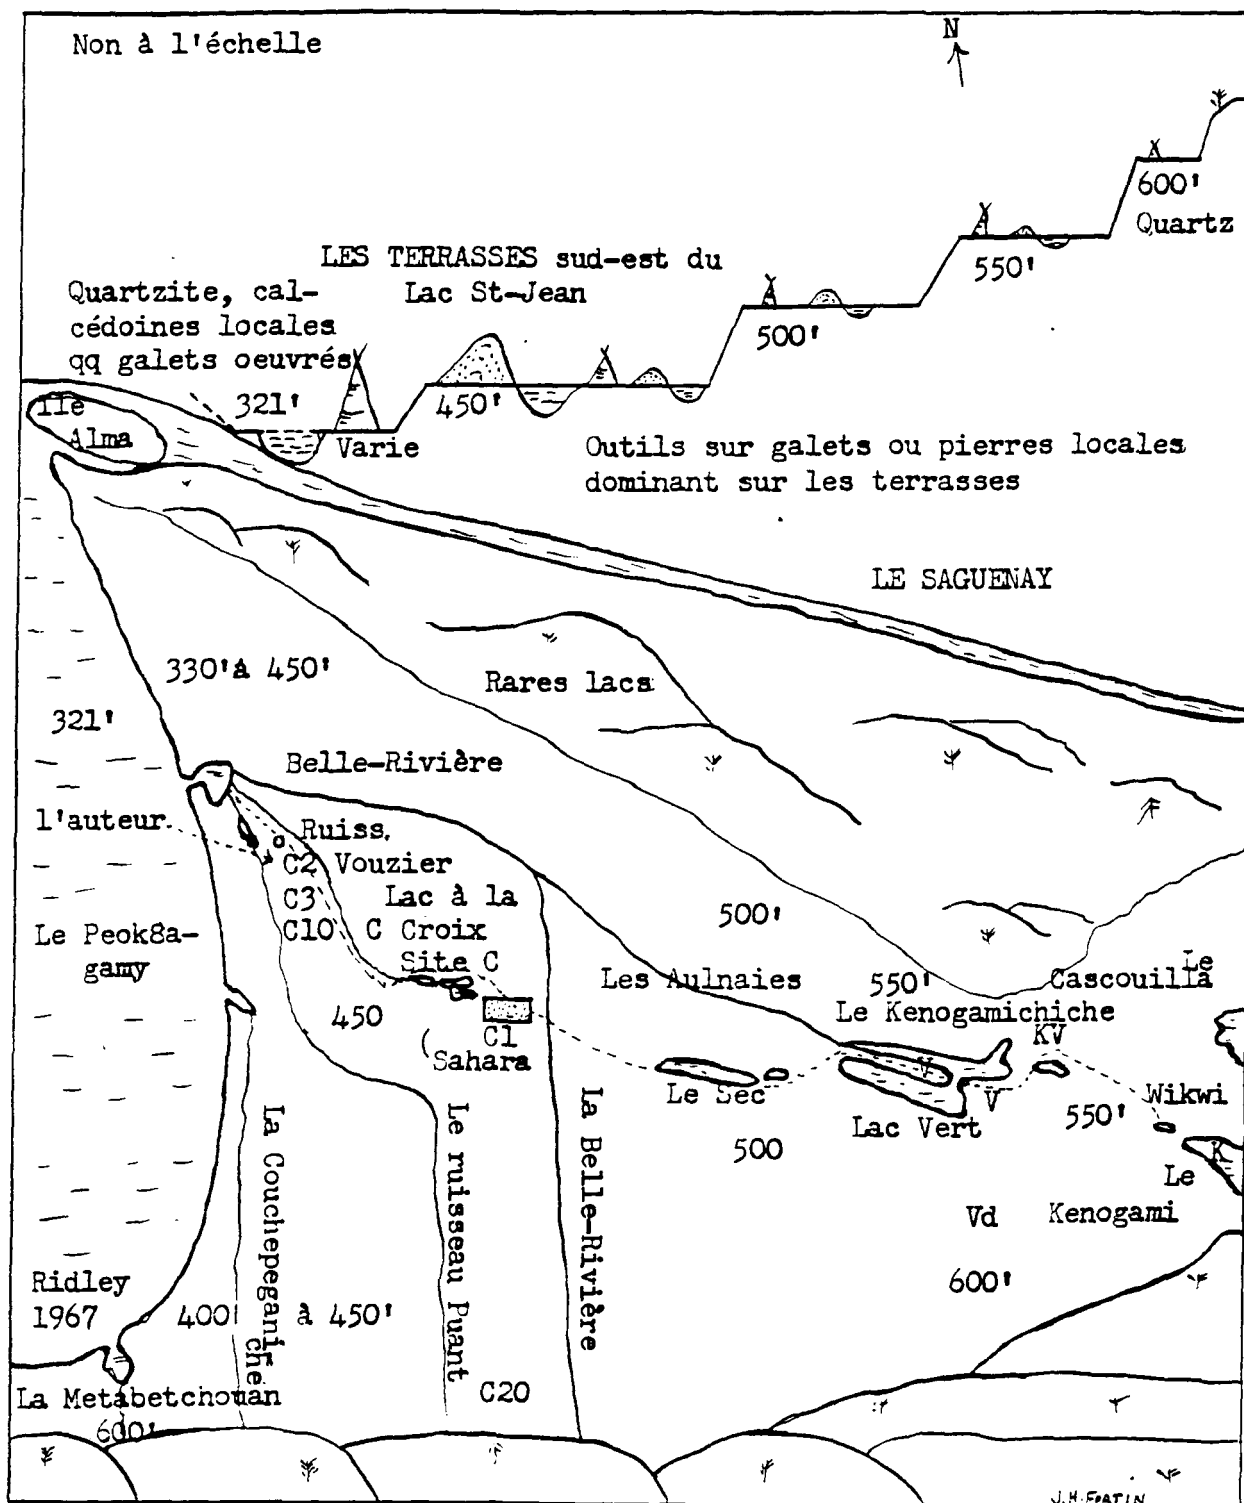 Non à l'échelle
N
600'
Quartz
550'
LES TERRASSES sud-est du
Lac St-Jean
500'
Quartzite, cal-
cédoines locales
qq galets oeuvrés
321'
450'
Varie
Ile
Alma
Outils sur galets ou pierres locales
dominant sur les terrasses
LE SAGUENAY
330'à 450'
Rares lacs
321'
Belle-Rivière
l'auteur
Ruiss.
C2 Vouzier
C3
Lac à la
C10
C Croix
Site C
500'
Le Peok8a-
gamy
Les Aulnaies
550'
Le
Cascouilla
Le Kenogamichiche
450
C1
Sahara
KV
V
Le Sec
V
Wikwi
550'
Lac Vert
500
K
Le
Kenogami
Vd
600'
La Couchepegani
che
Le ruisseau Puant
La Belle-Rivière
Ridley
1967
400
à 450'
La Metabetchouan
600'
C20
J.H.FORTIN